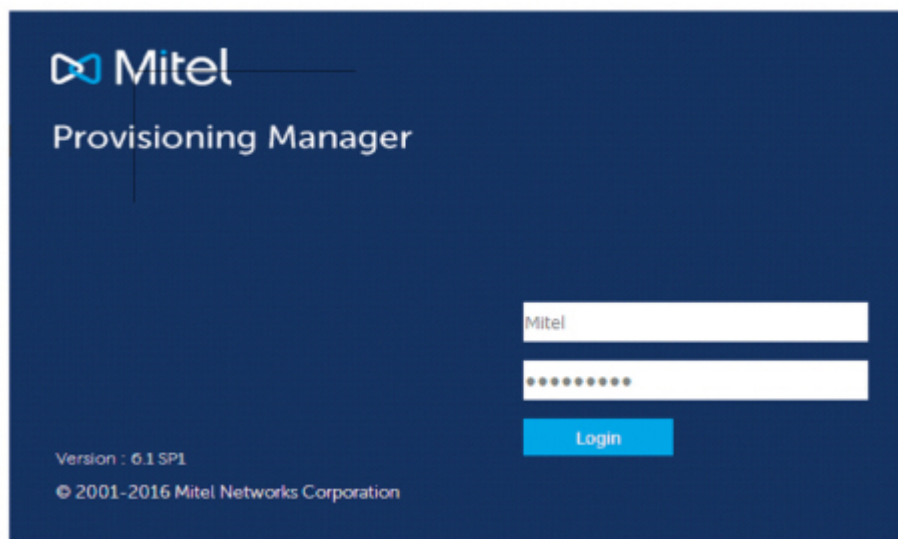 Mitel
Provisioning Manager
Mitel
•••••••••
Login
Version : 6.1 SP1
© 2001-2016 Mitel Networks Corporation